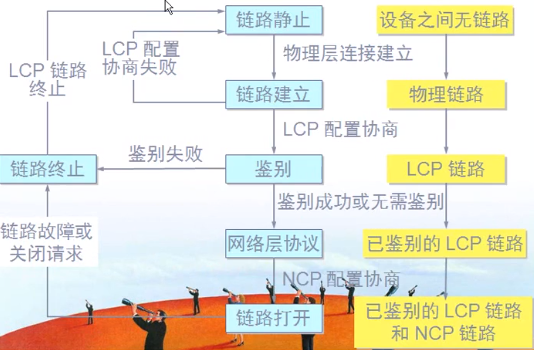 链路静止
设备之间无链路
LCP 配置
协商失败
物理层连接建立
LCP 链路
终止
链路建立
物理链路
LCP 配置协商
鉴别失败
链路终止
鉴别
LCP 链路
鉴别成功或无需鉴别
链路故障或
关闭请求
网络层协议
已鉴别的 LCP 链路
NCP 配置协商
链路打开
已鉴别的 LCP 链路
和 NCP 链路